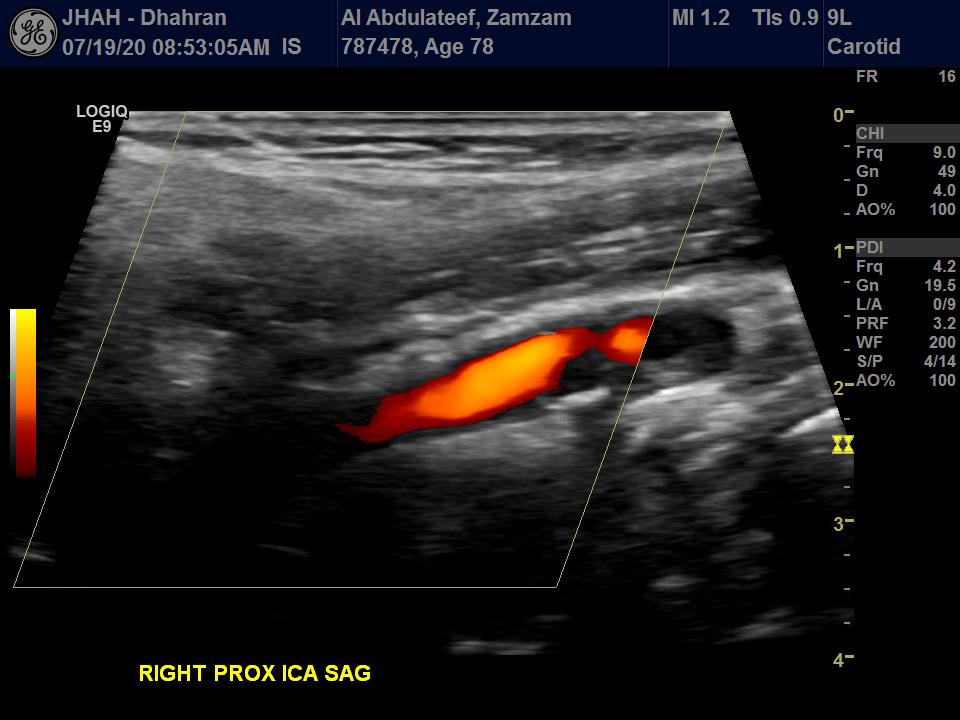 JHAH - Dhahran
07/19/20 08:53:05AM IS
Al Abdulateef, Zamzam
787478, Age 78
MI 1.2 TIs 0.9
9L
Carotid
LOGIQ
E9
FR 16
CHI
Frq 9.0
Gn 49
D 4.0
AO% 100
PDI
Frq 4.2
Gn 19.5
L/A 0/9
PRF 3.2
WF 200
S/P 4/14
AO% 100
0
1
2
3
4
RIGHT PROX ICA SAG